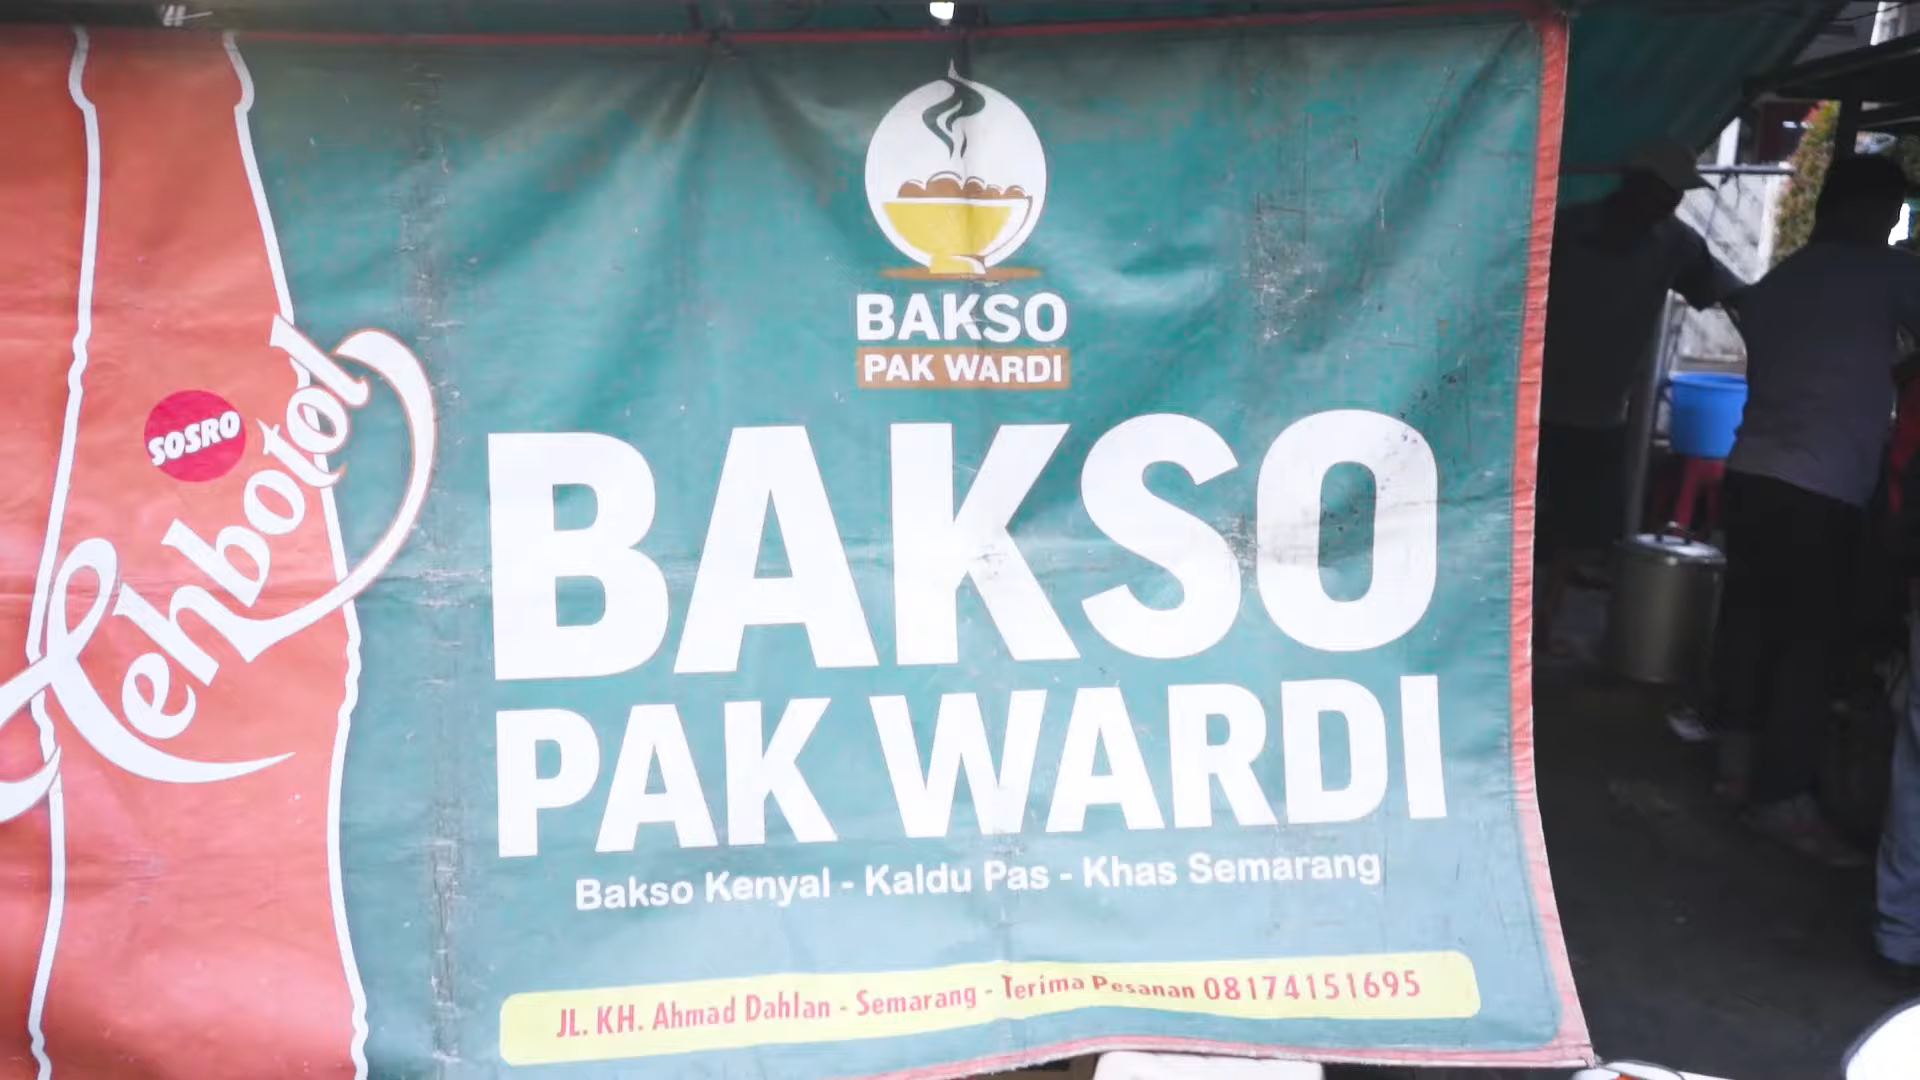 SOSRO
Tehbotol
BAKSO
PAK WARDI
BAKSO
PAK WARDI
Bakso Kenyal - Kaldu Pas - Khas Semarang
JL. KH. Ahmad Dahlan - Semarang - Terima Pesanan 08174151695